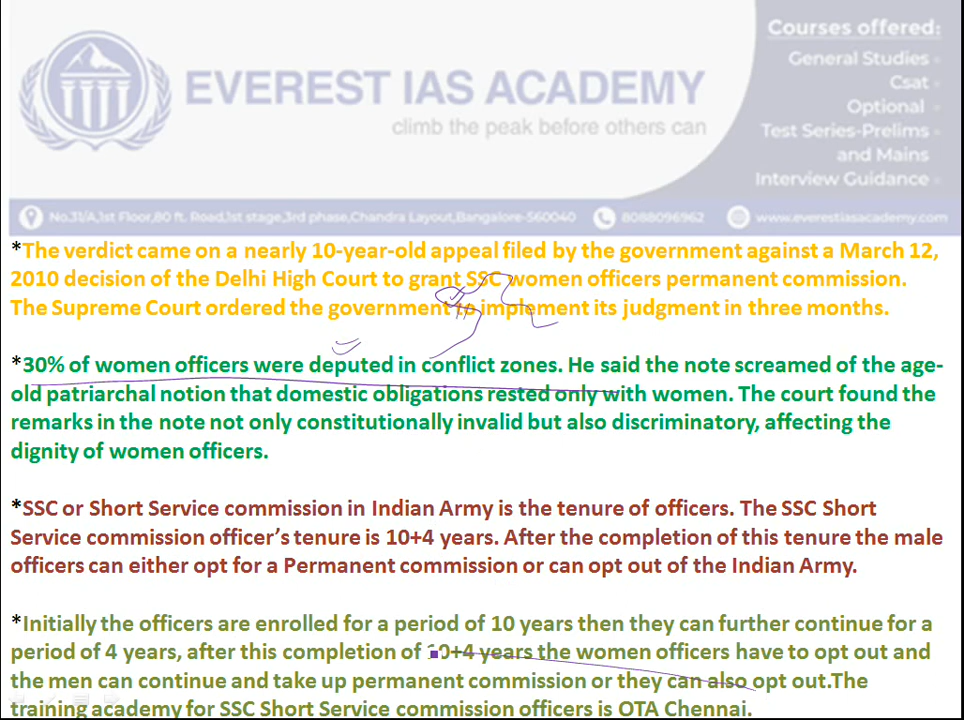 EVEREST IAS ACADEMY
climb the peak before others can
Courses offered:
General Studies
Csat
Optional
Test Series-Prelims
and Mains
Interview Guidance
No.31/A,1st Floor,80 ft. Road,1st stage,3rd phase,Chandra Layout,Bangalore-560040 8088096962 www.everestiasacademy.com
*The verdict came on a nearly 10-year-old appeal filed by the government against a March 12,
2010 decision of the Delhi High Court to grant SSC women officers permanent commission.
The Supreme Court ordered the government to implement its judgment in three months.
*30% of women officers were deputed in conflict zones. He said the note screamed of the age-
old patriarchal notion that domestic obligations rested only with women. The court found the
remarks in the note not only constitutionally invalid but also discriminatory, affecting the
dignity of women officers.
*SSC or Short Service commission in Indian Army is the tenure of officers. The SSC Short
Service commission officer’s tenure is 10+4 years. After the completion of this tenure the male
officers can either opt for a Permanent commission or can opt out of the Indian Army.
*Initially the officers are enrolled for a period of 10 years then they can further continue for a
period of 4 years, after this completion of 10+4 years the women officers have to opt out and
the men can continue and take up permanent commission or they can also opt out.The
training academy for SSC Short Service commission officers is OTA Chennai.